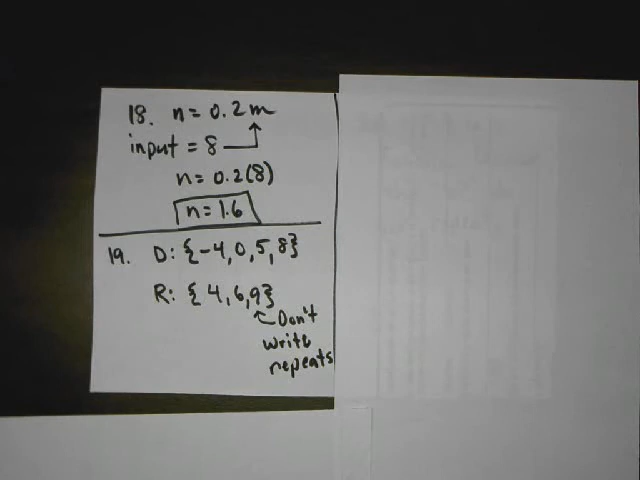 18. n = 0.2m
input = 8
n = 0.2(8)
n = 1.6
19. D: {-4, 0, 5, 8}
R: {4, 6, 9}
Don't
write
repeats